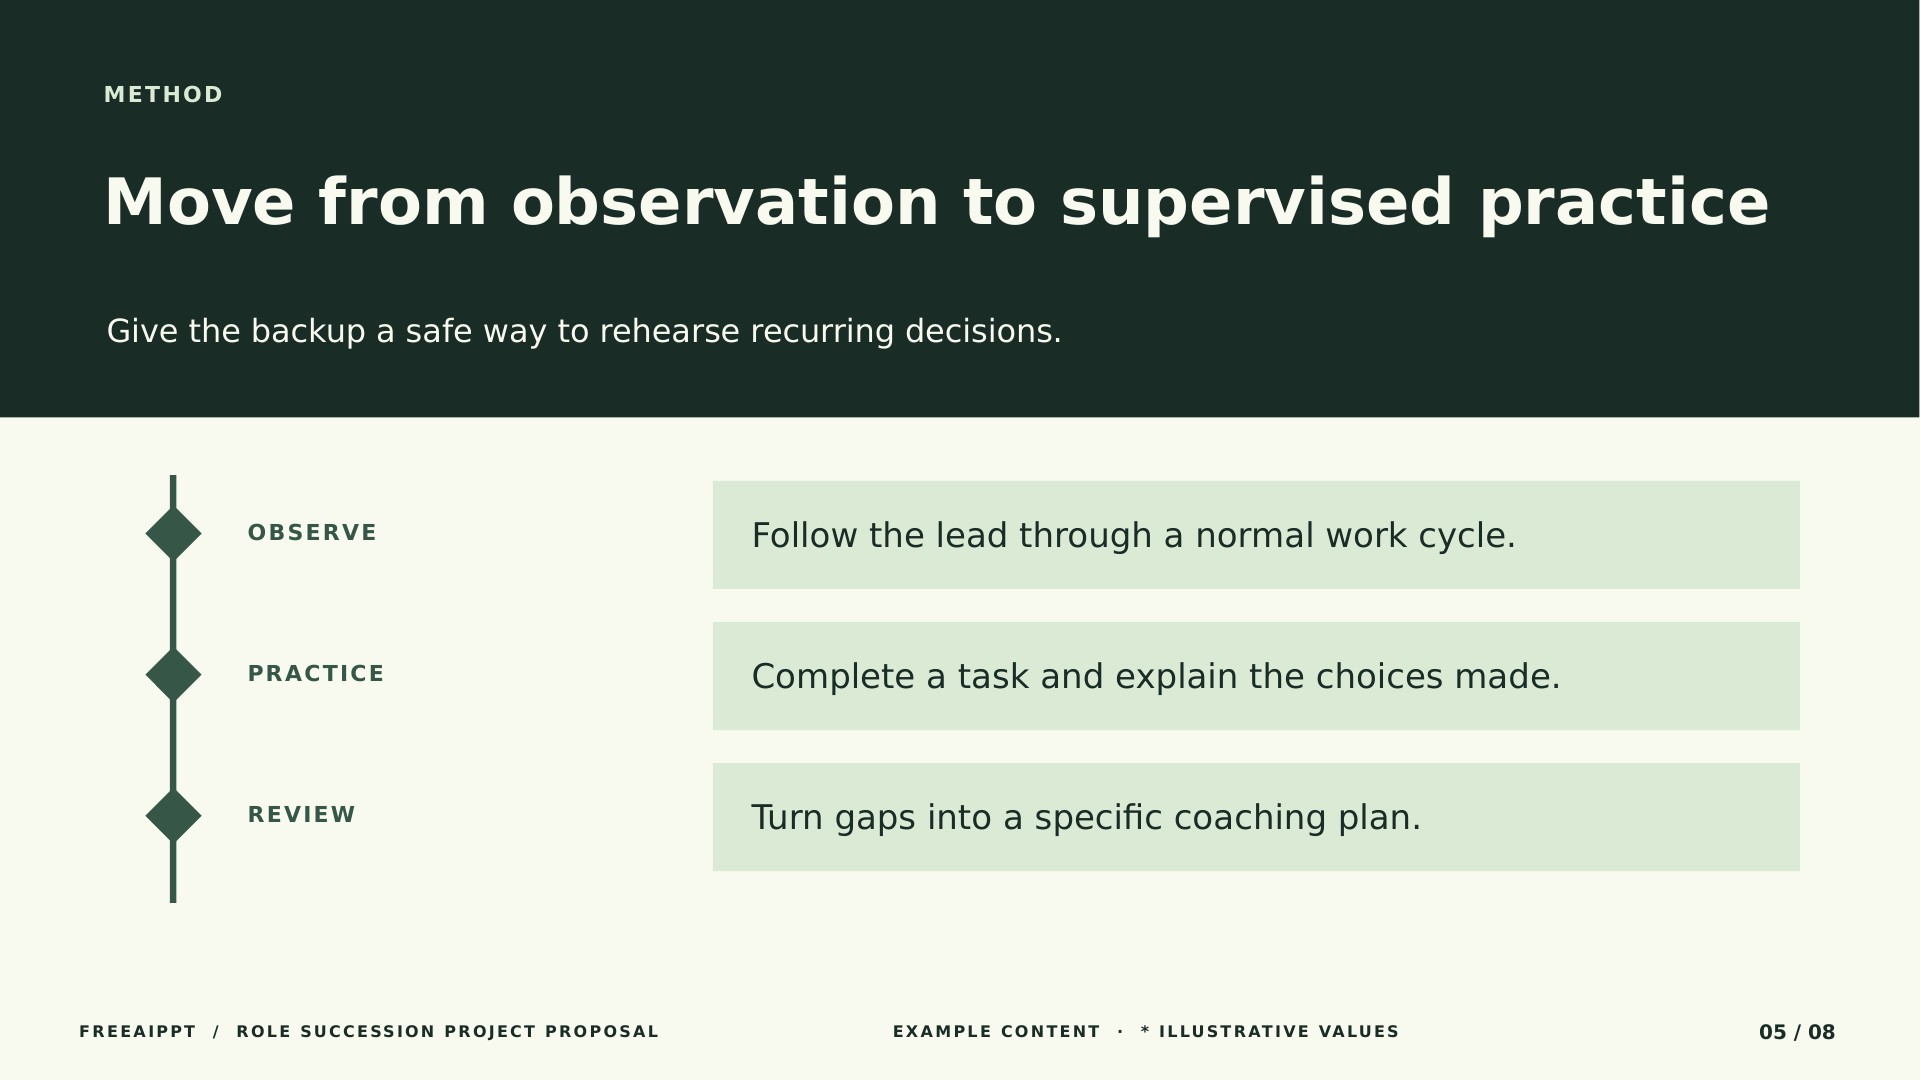 METHOD
Move from observation to supervised practice
Give the backup a safe way to rehearse recurring decisions.
OBSERVE
Follow the lead through a normal work cycle.
PRACTICE
Complete a task and explain the choices made.
REVIEW
Turn gaps into a specific coaching plan.
FREEAIPPT / ROLE SUCCESSION PROJECT PROPOSAL
EXAMPLE CONTENT · * ILLUSTRATIVE VALUES
05 / 08